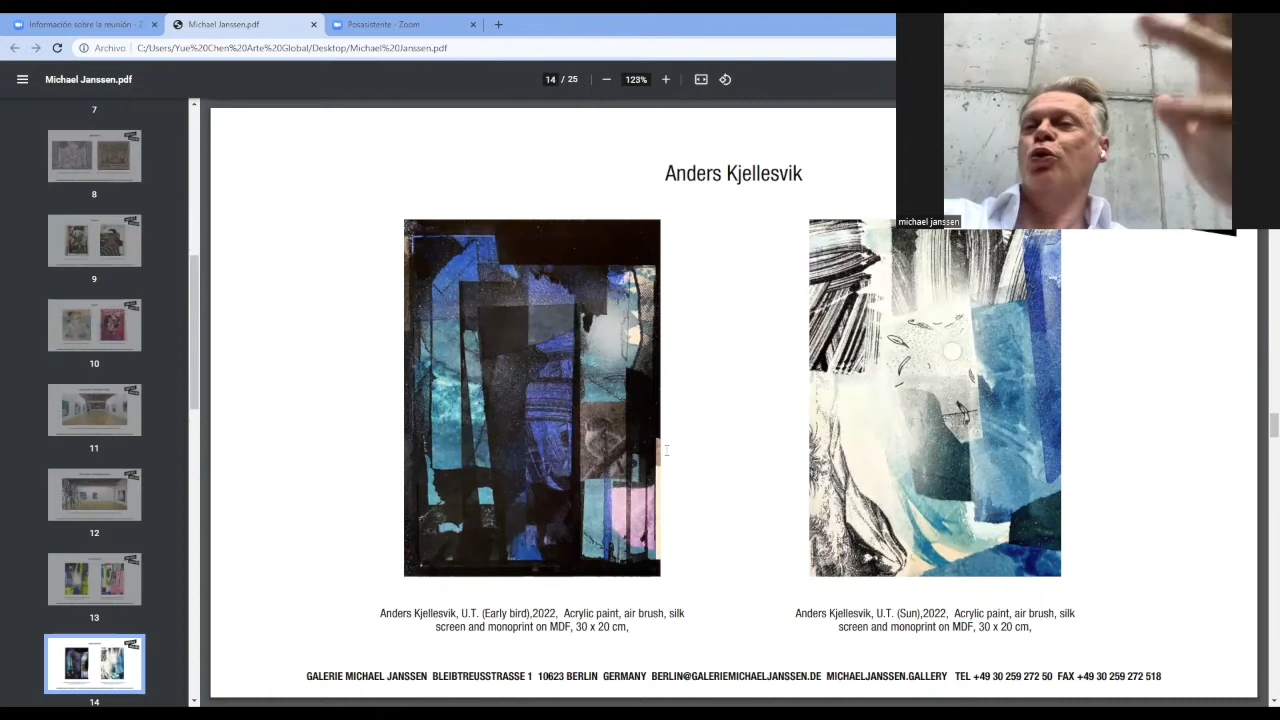 Información sobre la reunión - Z
Michael Janssen.pdf
Posasistente - Zoom
Archivo
C:/Users/Yue%20Chen%20Arte%20Global/Desktop/Michael%20Janssen.pdf
Michael Janssen.pdf
14 / 25
123%
michael janssen
7
8
9
10
11
12
13
14
Anders Kjellesvik
Anders Kjellesvik, U.T. (Early bird),2022, Acrylic paint, air brush, silk
screen and monoprint on MDF, 30 x 20 cm,
Anders Kjellesvik, U.T. (Sun),2022, Acrylic paint, air brush, silk
screen and monoprint on MDF, 30 x 20 cm,
GALERIE MICHAEL JANSSEN BLEIBTREUSSTRASSE 1 10623 BERLIN GERMANY BERLIN@GALERIEMICHAELJANSSEN.DE MICHAELJANSSEN.GALLERY TEL +49 30 259 272 50 FAX +49 30 259 272 518